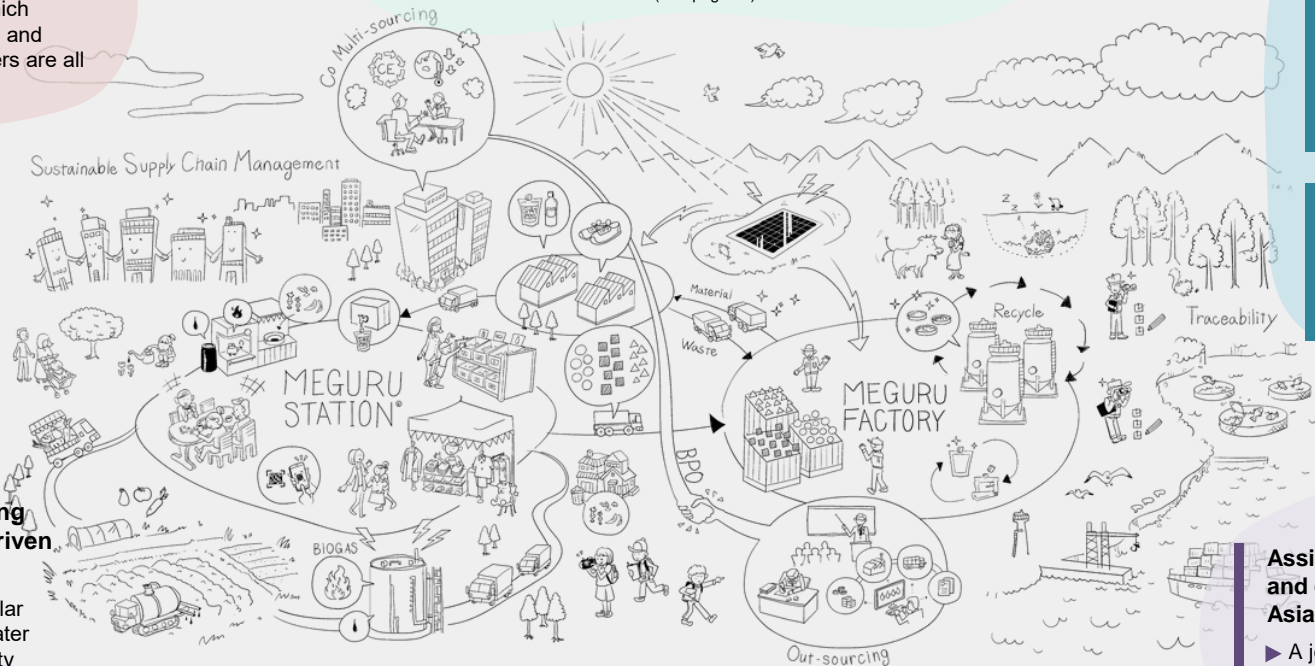 ich
and
ers are all
Co Multi-sourcing
CE
Sustainable Supply Chain Management
Material
Waste
Recycle
Traceability
MEGURU
STATION®
MEGURU
FACTORY
BPO
BIOGAS
Z Z
ng
riven
lar
ater
ty
Out-sourcing
Assi
and
Asia
▶ A j